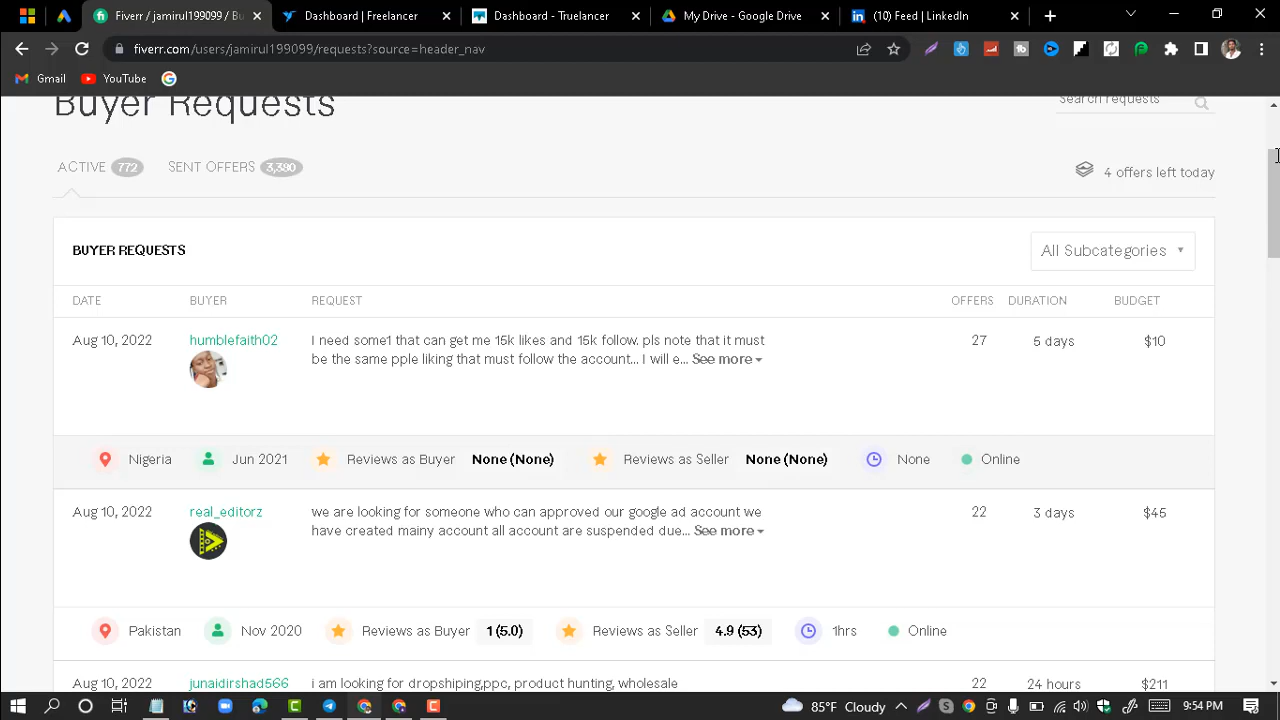 Fiverr / jamirul199099 / Bu
Dashboard | Freelancer
Dashboard - Truelancer
My Drive - Google Drive
(10) Feed | LinkedIn
fiverr.com/users/jamirul199099/requests?source=header_nav
Gmail
YouTube
Buyer Requests
Search requests
ACTIVE 772 SENT OFFERS 3,380
4 offers left today
BUYER REQUESTS
All Subcategories
DATE BUYER REQUEST OFFERS DURATION BUDGET
Aug 10, 2022 humblefaith02 I need some1 that can get me 15k likes and 15k follow. pls note that it must 27 5 days $10
be the same pple liking that must follow the account... I will e... See more
Nigeria Jun 2021 Reviews as Buyer None (None) Reviews as Seller None (None) None Online
Aug 10, 2022 real_editorz we are looking for someone who can approved our google ad account we 22 3 days $45
have created mainy account all account are suspended due... See more
Pakistan Nov 2020 Reviews as Buyer 1 (5.0) Reviews as Seller 4.9 (53) 1hrs Online
Aug 10, 2022 junaidirshad566 i am looking for dropshiping,ppc, product hunting, wholesale 22 24 hours $211
85°F Cloudy 9:54 PM